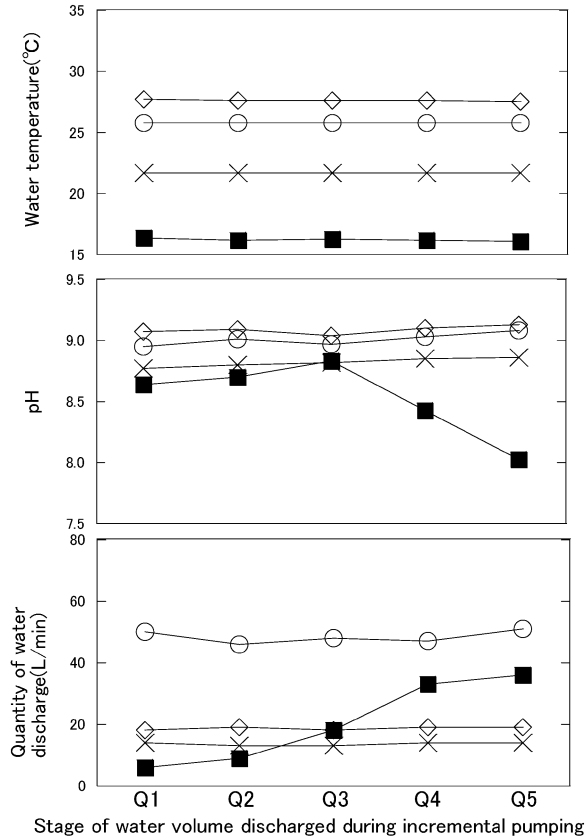 35
30
25
20
15
Water temperature(℃)
9.5
9.0
8.5
8.0
7.5
pH
80
60
40
20
0
Quantity of water
discharge(L/min)
Q1 Q2 Q3 Q4 Q5
Stage of water volume discharged during incremental pumping